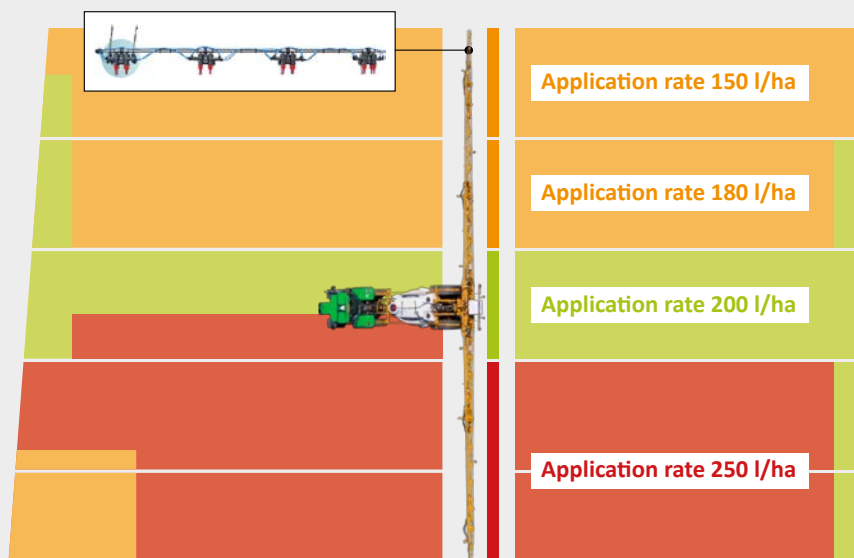 Application rate 150 l/ha
Application rate 180 l/ha
Application rate 200 l/ha
Application rate 250 l/ha